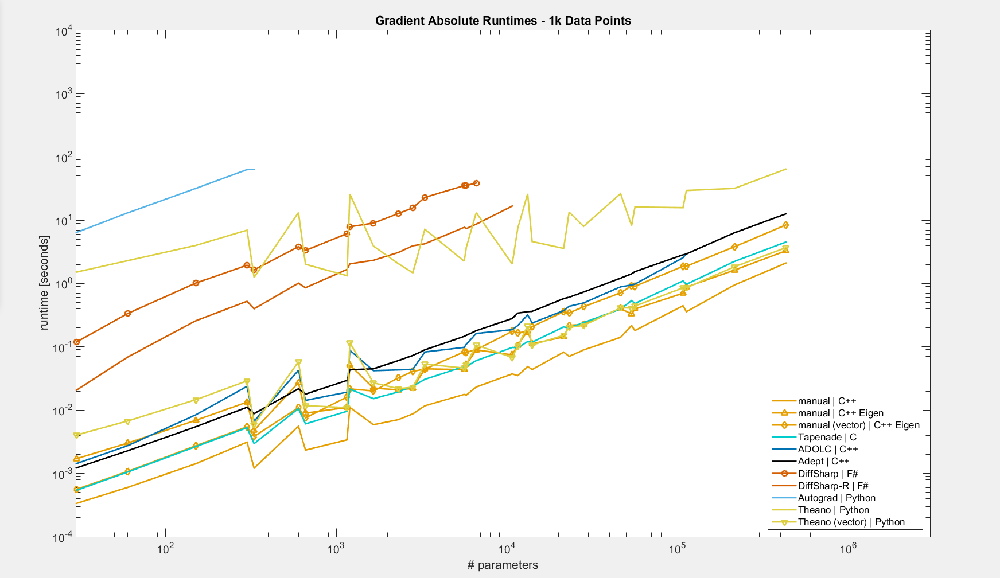 Gradient Absolute Runtimes - 1k Data Points
10^4
10^3
10^2
10^1
10^0
10^-1
10^-2
10^-3
10^-4
runtime [seconds]
10^2
10^3
10^4
10^5
10^6
# parameters
manual | C++
manual | C++ Eigen
manual (vector) | C++ Eigen
Tapenade | C
ADOLC | C++
Adept | C++
DiffSharp | F#
DiffSharp-R | F#
Autograd | Python
Theano | Python
Theano (vector) | Python